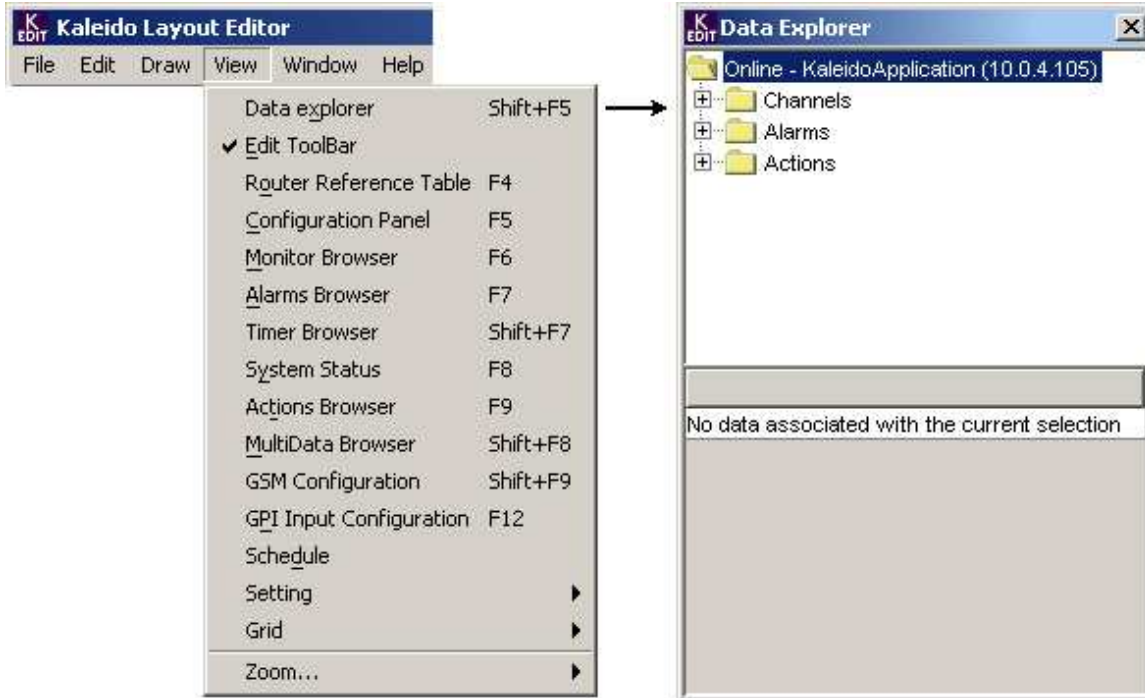 K EDIT Kaleido Layout Editor
File Edit Draw View Window Help
Data explorer Shift+F5
Edit ToolBar
Router Reference Table F4
Configuration Panel F5
Monitor Browser F6
Alarms Browser F7
Timer Browser Shift+F7
System Status F8
Actions Browser F9
MultiData Browser Shift+F8
GSM Configuration Shift+F9
GPI Input Configuration F12
Schedule
Setting
Grid
Zoom...
K EDIT Data Explorer
Online - KaleidoApplication (10.0.4.105)
Channels
Alarms
Actions
No data associated with the current selection